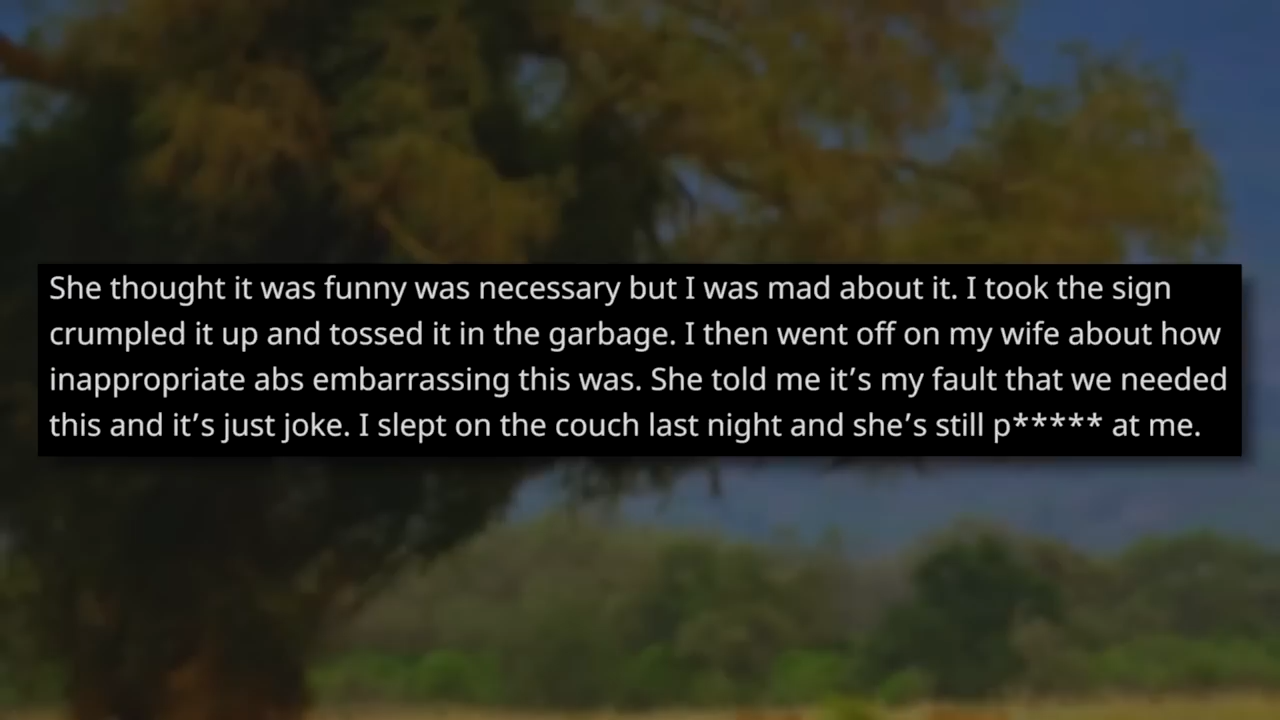 She thought it was funny was necessary but I was mad about it. I took the sign
crumpled it up and tossed it in the garbage. I then went off on my wife about how
inappropriate abs embarrassing this was. She told me it’s my fault that we needed
this and it’s just joke. I slept on the couch last night and she’s still p***** at me.